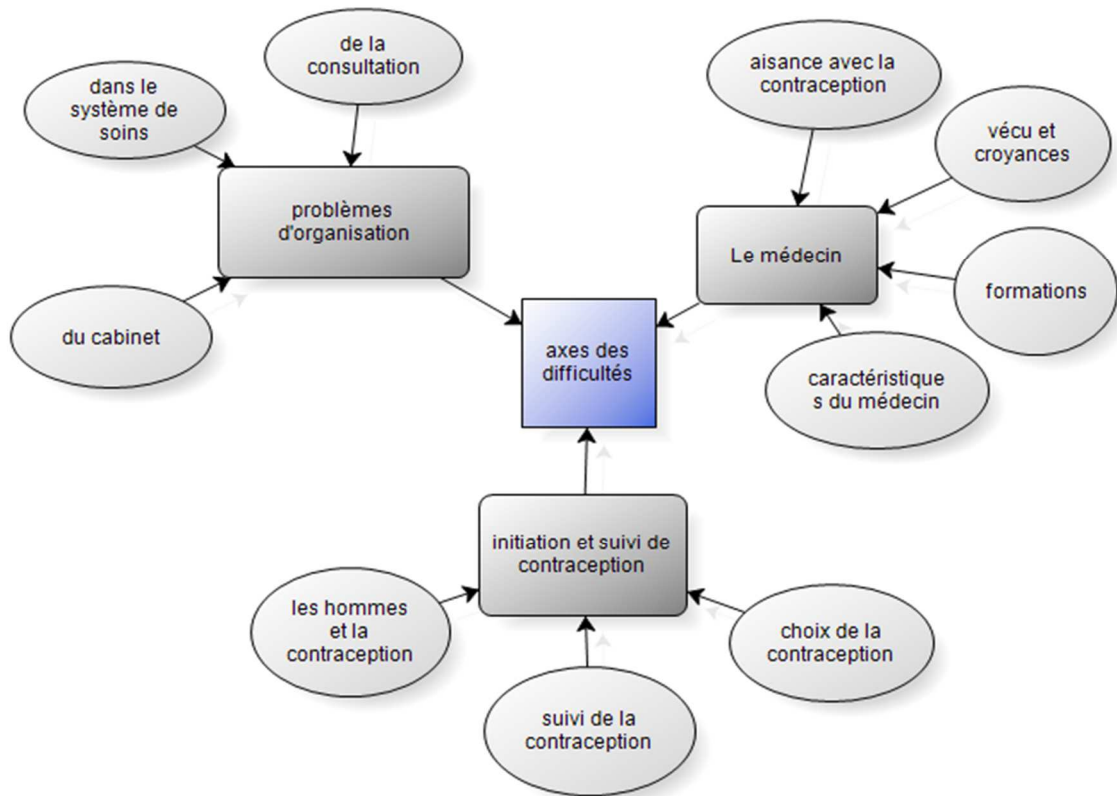 de la
consultation
dans le
système de
soins
problèmes
d'organisation
du cabinet
aisance avec la
contraception
vécu et
croyances
Le médecin
formations
caractéristique
s du médecin
axes des
difficultés
initiation et suivi de
contraception
les hommes
et la
contraception
suivi de la
contraception
choix de la
contraception